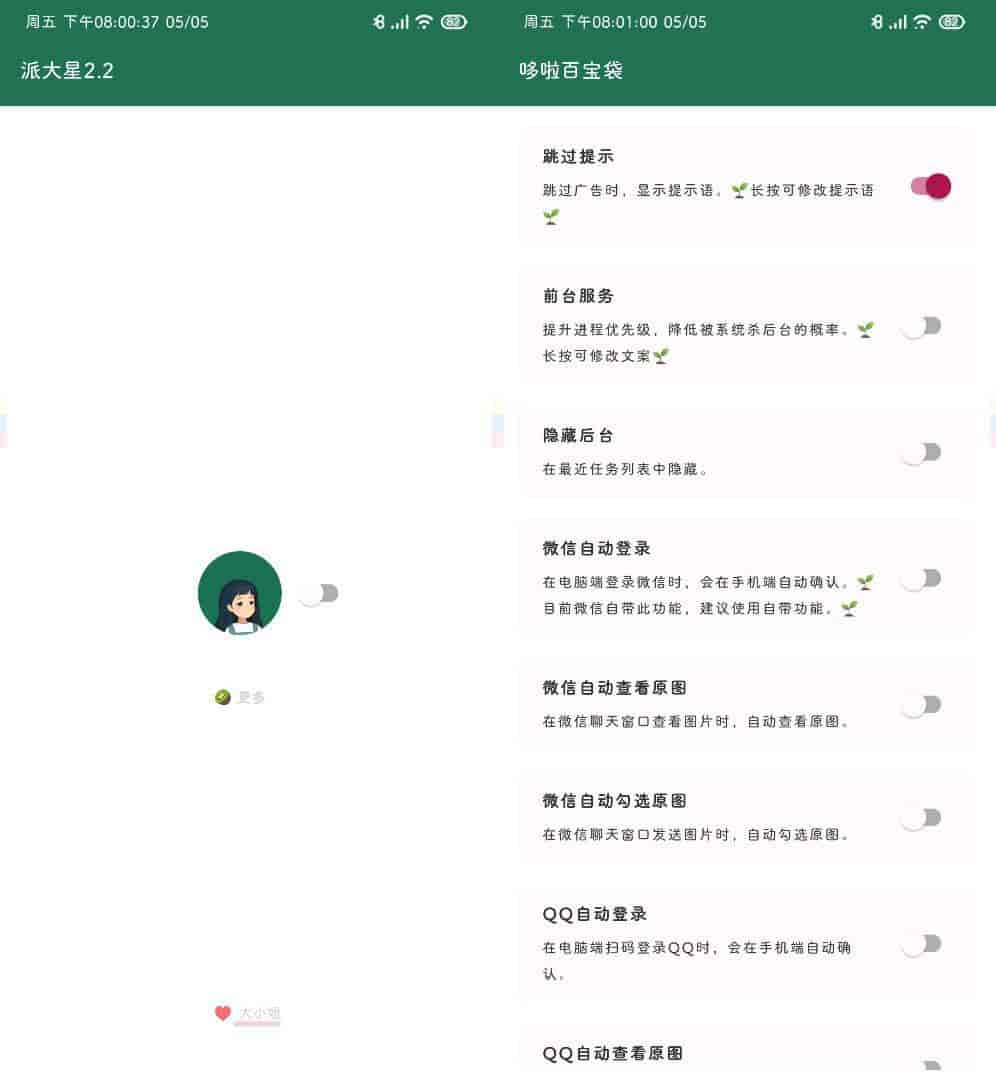 周五 下午08:00:37 05/05
82
派大星2.2
更多
大小姐
周五 下午08:01:00 05/05
82
哆啦百宝袋
跳过提示
跳过广告时，显示提示语。🌱长按可修改提示语
🌱
前台服务
提升进程优先级，降低被系统杀后台的概率。🌱
长按可修改文案🌱
隐藏后台
在最近任务列表中隐藏。
微信自动登录
在电脑端登录微信时，会在手机端自动确认。🌱
目前微信自带此功能，建议使用自带功能。🌱
微信自动查看原图
在微信聊天窗口查看图片时，自动查看原图。
微信自动勾选原图
在微信聊天窗口发送图片时，自动勾选原图。
QQ自动登录
在电脑端扫码登录QQ时，会在手机端自动确
认。
QQ自动查看原图